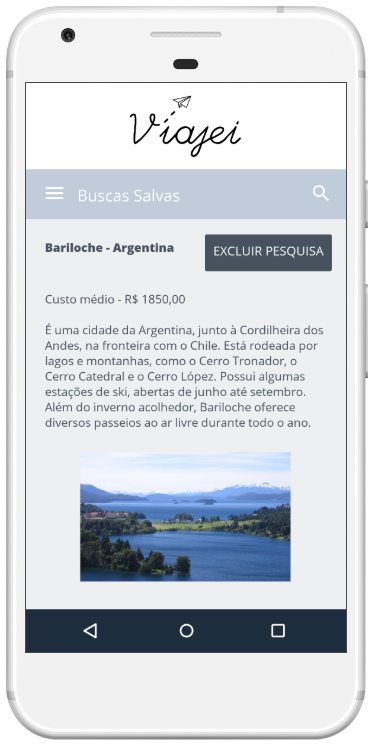 Viajei
Buscas Salvas
Bariloche - Argentina
EXCLUIR PESQUISA
Custo médio - R$ 1850,00
É uma cidade da Argentina, junto à Cordilheira dos
Andes, na fronteira com o Chile. Está rodeada por
lagos e montanhas, como o Cerro Tronador, o
Cerro Catedral e o Cerro López. Possui algumas
estações de ski, abertas de junho até setembro.
Além do inverno acolhedor, Bariloche oferece
diversos passeios ao ar livre durante todo o ano.